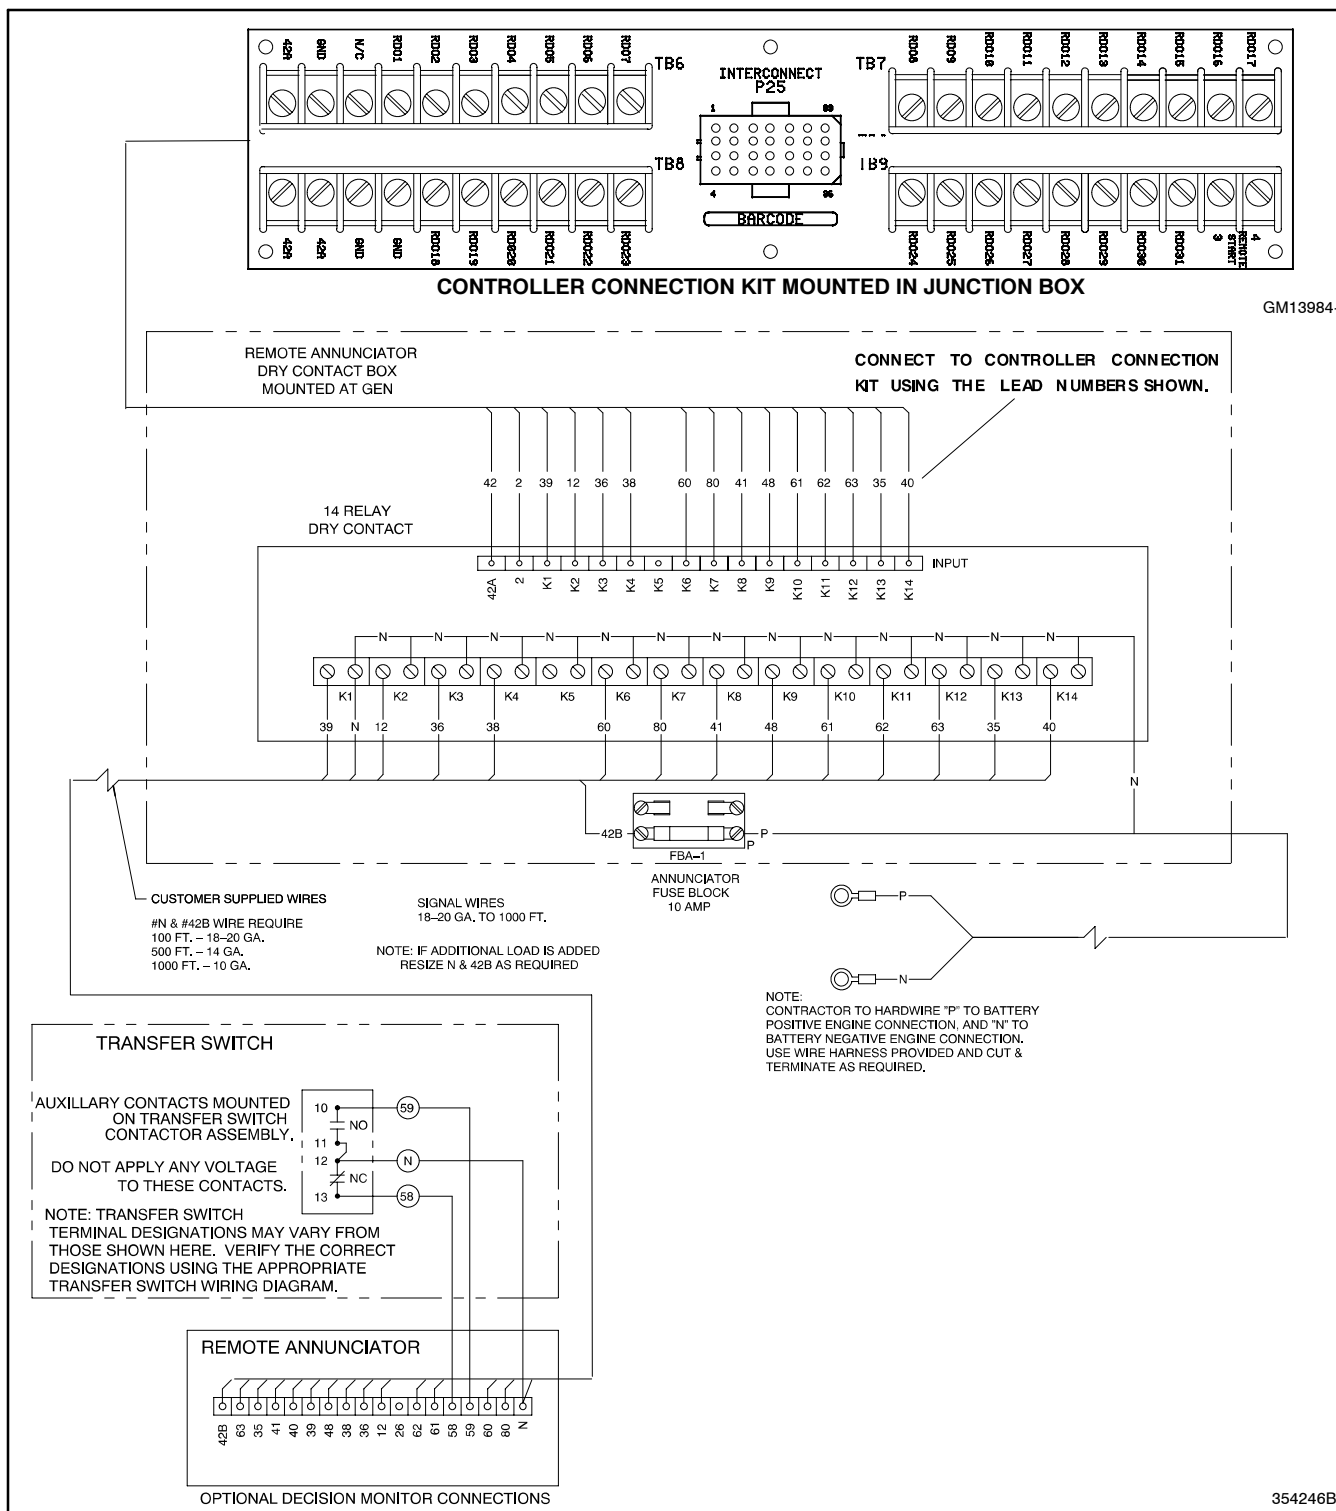 42A GND N/C RDO1 RDO2 RDO3 RDO4 RDO5 RDO6 RDO7
TB6
INTERCONNECT
P25
TB7
RDO8 RDO9 RDO10 RDO11 RDO12 RDO13 RDO14 RDO15 RDO16 RDO17
1
TB8
TB9
4
BARCODE
42A 42A GND GND RDO18 RDO19 RDO20 RDO21 RDO22 RDO23
RDO24 RDO25 RDO26 RDO27 RDO28 RDO29 RDO30 RDO31 3 REMOTE START 4
CONTROLLER CONNECTION KIT MOUNTED IN JUNCTION BOX
GM13984-
REMOTE ANNUNCIATOR
DRY CONTACT BOX
MOUNTED AT GEN
CONNECT TO CONTROLLER CONNECTION
KIT USING THE LEAD NUMBERS SHOWN.
42 2 39 12 36 38 60 80 41 48 61 62 63 35 40
14 RELAY
DRY CONTACT
INPUT
42A 2 K1 K2 K3 K4 K5 K6 K7 K8 K9 K10 K11 K12 K13 K14
N N N N N N N N N N N N N
K1 K2 K3 K4 K5 K6 K7 K8 K9 K10 K11 K12 K13 K14
39 N 12 36 38 60 80 41 48 61 62 63 35 40
N
42B P
P
FBA-1
ANNUNCIATOR
FUSE BLOCK
10 AMP
CUSTOMER SUPPLIED WIRES
#N & #42B WIRE REQUIRE
100 FT. – 18–20 GA.
500 FT. – 14 GA.
1000 FT. – 10 GA.
SIGNAL WIRES
18–20 GA. TO 1000 FT.
NOTE: IF ADDITIONAL LOAD IS ADDED
RESIZE N & 42B AS REQUIRED
P
N
NOTE:
CONTRACTOR TO HARDWIRE "P" TO BATTERY
POSITIVE ENGINE CONNECTION, AND "N" TO
BATTERY NEGATIVE ENGINE CONNECTION.
USE WIRE HARNESS PROVIDED AND CUT &
TERMINATE AS REQUIRED.
TRANSFER SWITCH
AUXILLARY CONTACTS MOUNTED
ON TRANSFER SWITCH
CONTACTOR ASSEMBLY.
DO NOT APPLY ANY VOLTAGE
TO THESE CONTACTS.
10 59
NO
11
12 N
NC
13 58
NOTE: TRANSFER SWITCH
TERMINAL DESIGNATIONS MAY VARY FROM
THOSE SHOWN HERE. VERIFY THE CORRECT
DESIGNATIONS USING THE APPROPRIATE
TRANSFER SWITCH WIRING DIAGRAM.
REMOTE ANNUNCIATOR
42B 63 35 41 40 39 48 38 36 12 26 62 61 58 59 60 80 N
OPTIONAL DECISION MONITOR CONNECTIONS
354246B